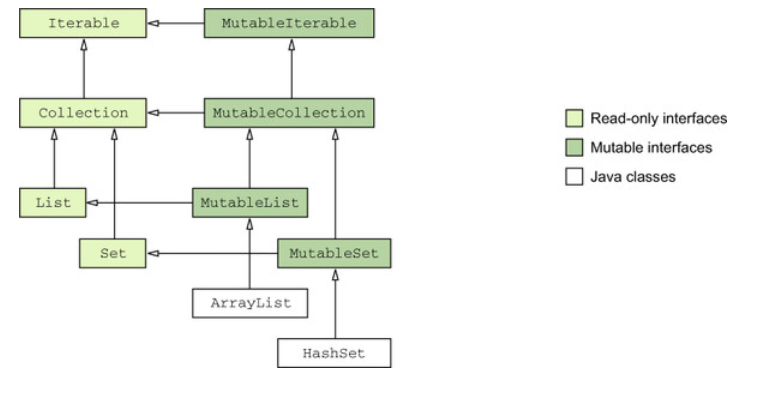 Iterable
MutableIterable
Collection
MutableCollection
Read-only interfaces
Mutable interfaces
Java classes
List
MutableList
Set
MutableSet
ArrayList
HashSet